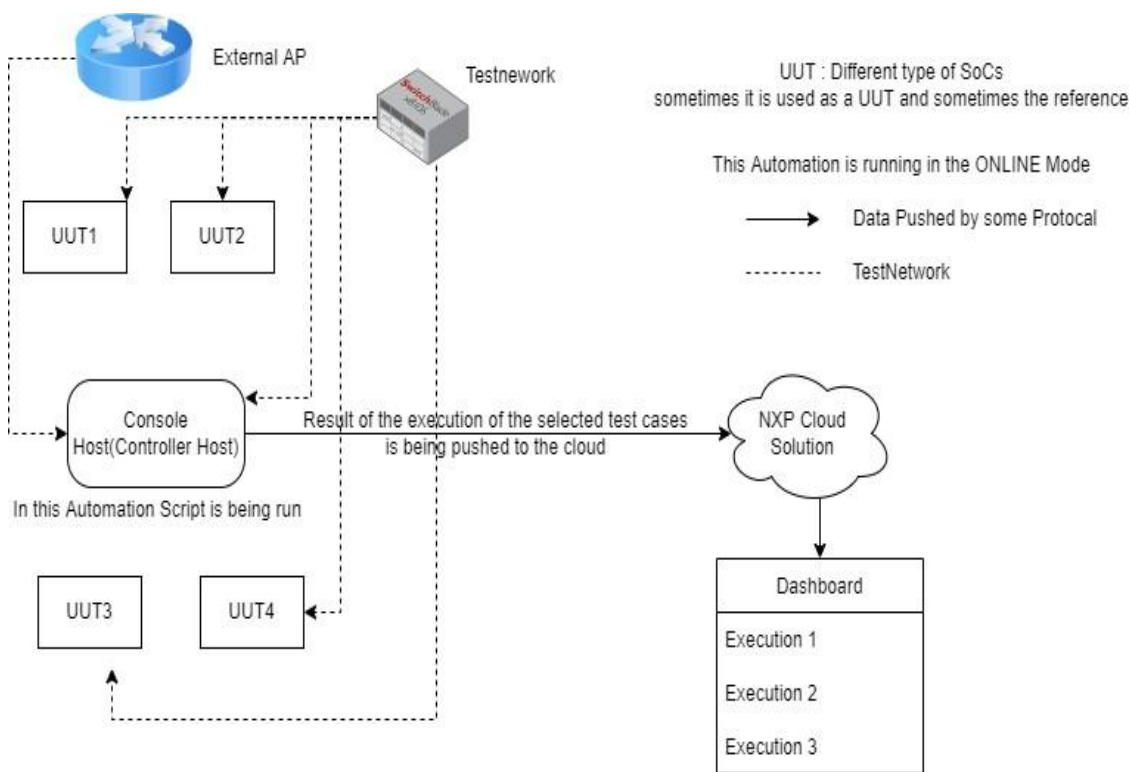 External AP
Testnework
SwitchBlade
x6106
UUT : Different type of SoCs
sometimes it is used as a UUT and sometimes the reference
This Automation is running in the ONLINE Mode
Data Pushed by some Protocal
TestNetwork
UUT1
UUT2
Console
Host(Controller Host)
Result of the execution of the selected test cases
is being pushed to the cloud
NXP Cloud
Solution
In this Automation Script is being run
UUT3
UUT4
Dashboard
Execution 1
Execution 2
Execution 3